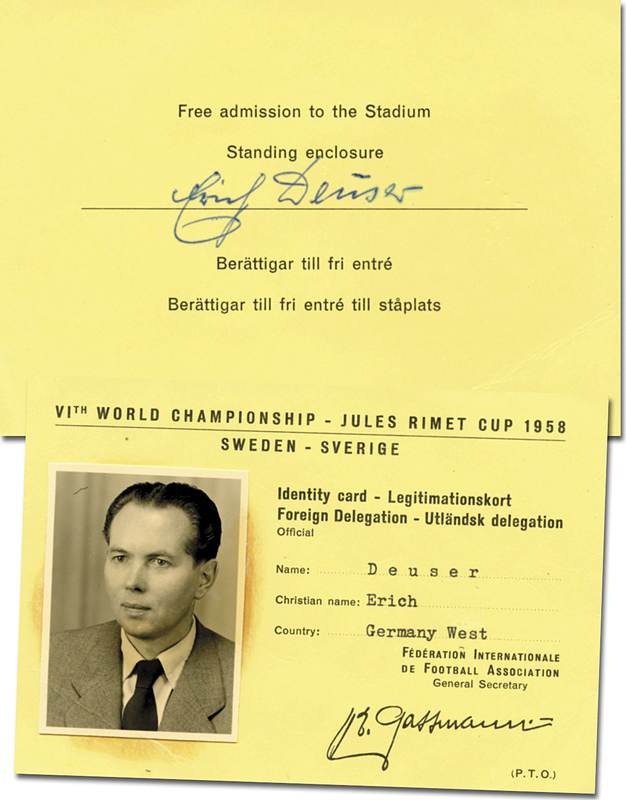 Free admission to the Stadium
Standing enclosure
Erich Deuser
Berättigar till fri entré
Berättigar till fri entré till ståplats
VITH WORLD CHAMPIONSHIP - JULES RIMET CUP 1958
SWEDEN - SVERIGE
Identity card - Legitimationskort
Foreign Delegation - Utländsk delegation
Official
Name: Deuser
Christian name: Erich
Country: Germany West
FÉDÉRATION INTERNATIONALE
DE FOOTBALL ASSOCIATION
General Secretary
K. Gassmann
(P.T.O.)